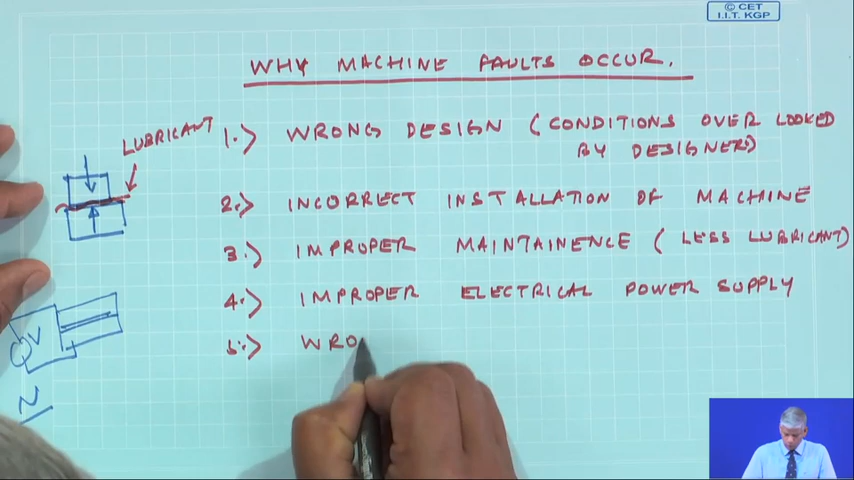 © CET
I.I.T. KGP
WHY MACHINE FAULTS OCCUR.
LUBRICANT
1.) WRONG DESIGN (CONDITIONS OVER LOOKED
BY DESIGNER)
2.) INCORRECT INSTALLATION OF MACHINE
3.) IMPROPER MAINTAINENCE (LESS LUBRICANT)
4.) IMPROPER ELECTRICAL POWER SUPPLY
5.) WRO
V
N